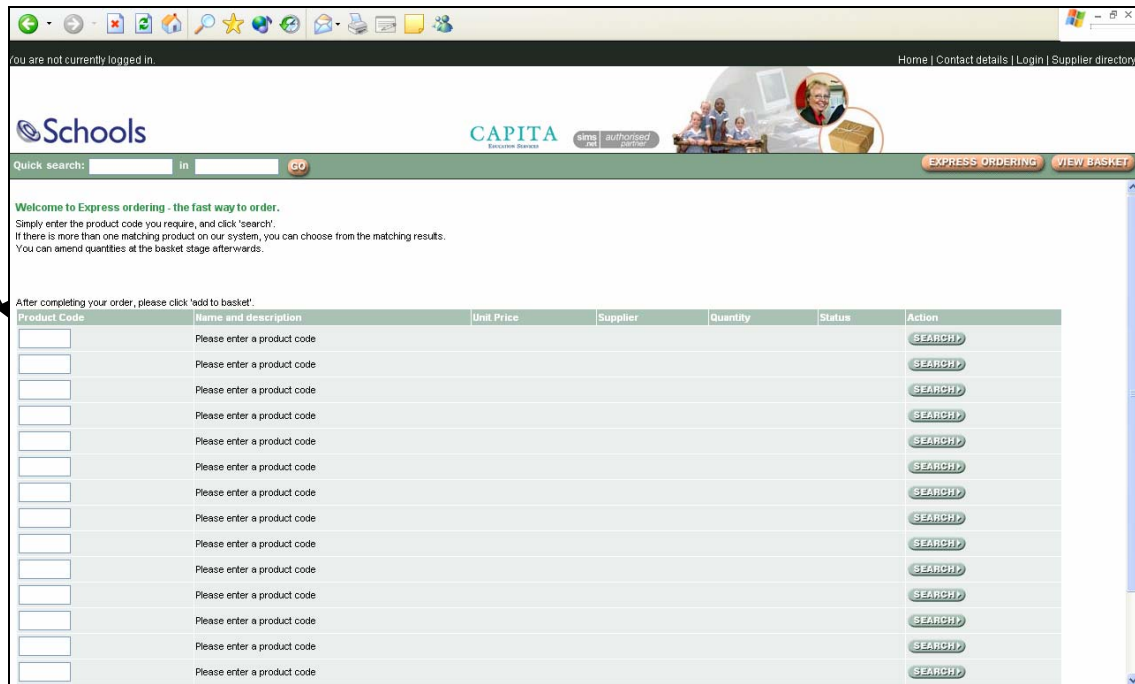 You are not currently logged in.
Home | Contact details | Login | Supplier directory
Schools
CAPITA
Education Services
sims.net authorised partner
Quick search: in GO
EXPRESS ORDERING VIEW BASKET
Welcome to Express ordering - the fast way to order.
Simply enter the product code you require, and click 'search'.
If there is more than one matching product on our system, you can choose from the matching results.
You can amend quantities at the basket stage afterwards.
After completing your order, please click 'add to basket'.
Product Code Name and description Unit Price Supplier Quantity Status Action
Please enter a product code SEARCH
Please enter a product code SEARCH
Please enter a product code SEARCH
Please enter a product code SEARCH
Please enter a product code SEARCH
Please enter a product code SEARCH
Please enter a product code SEARCH
Please enter a product code SEARCH
Please enter a product code SEARCH
Please enter a product code SEARCH
Please enter a product code SEARCH
Please enter a product code SEARCH
Please enter a product code SEARCH
Please enter a product code SEARCH